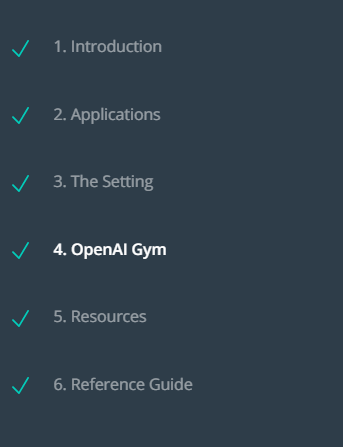 1. Introduction
2. Applications
3. The Setting
4. OpenAI Gym
5. Resources
6. Reference Guide